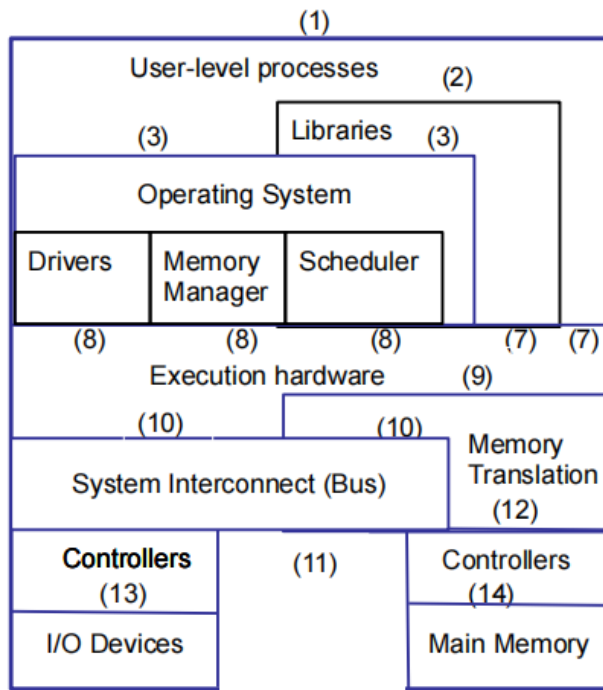 (1)
User-level processes
(2)
Libraries
(3)
(3)
Operating System
Drivers
Memory
Manager
Scheduler
(8)
(8)
(8)
(7)
(7)
Execution hardware
(9)
(10)
(10)
Memory
Translation
System Interconnect (Bus)
(12)
Controllers
(11)
Controllers
(13)
(14)
I/O Devices
Main Memory